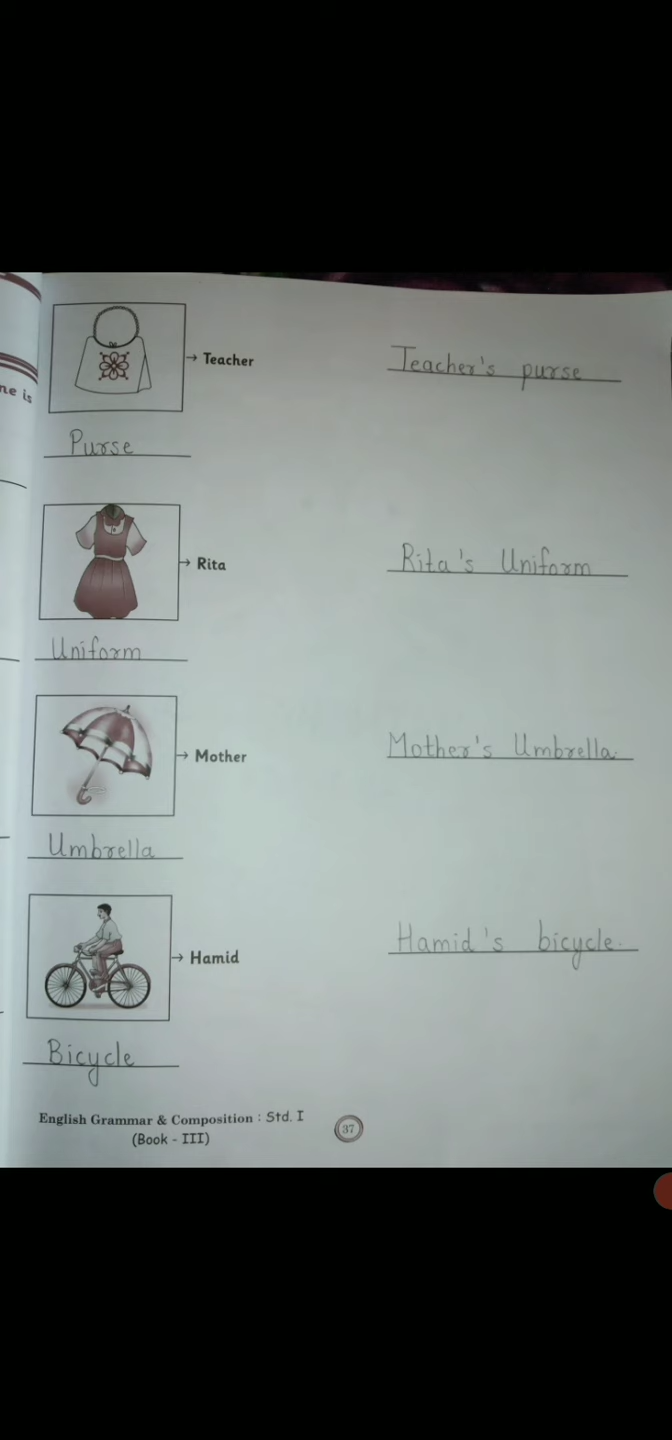 ne is
→ Teacher
Teacher's purse
Purse
→ Rita
Rita's Uniform
Uniform
→ Mother
Mother's Umbrella.
Umbrella
→ Hamid
Hamid's bicycle.
Bicycle
English Grammar & Composition : Std. I
(Book - III)
37